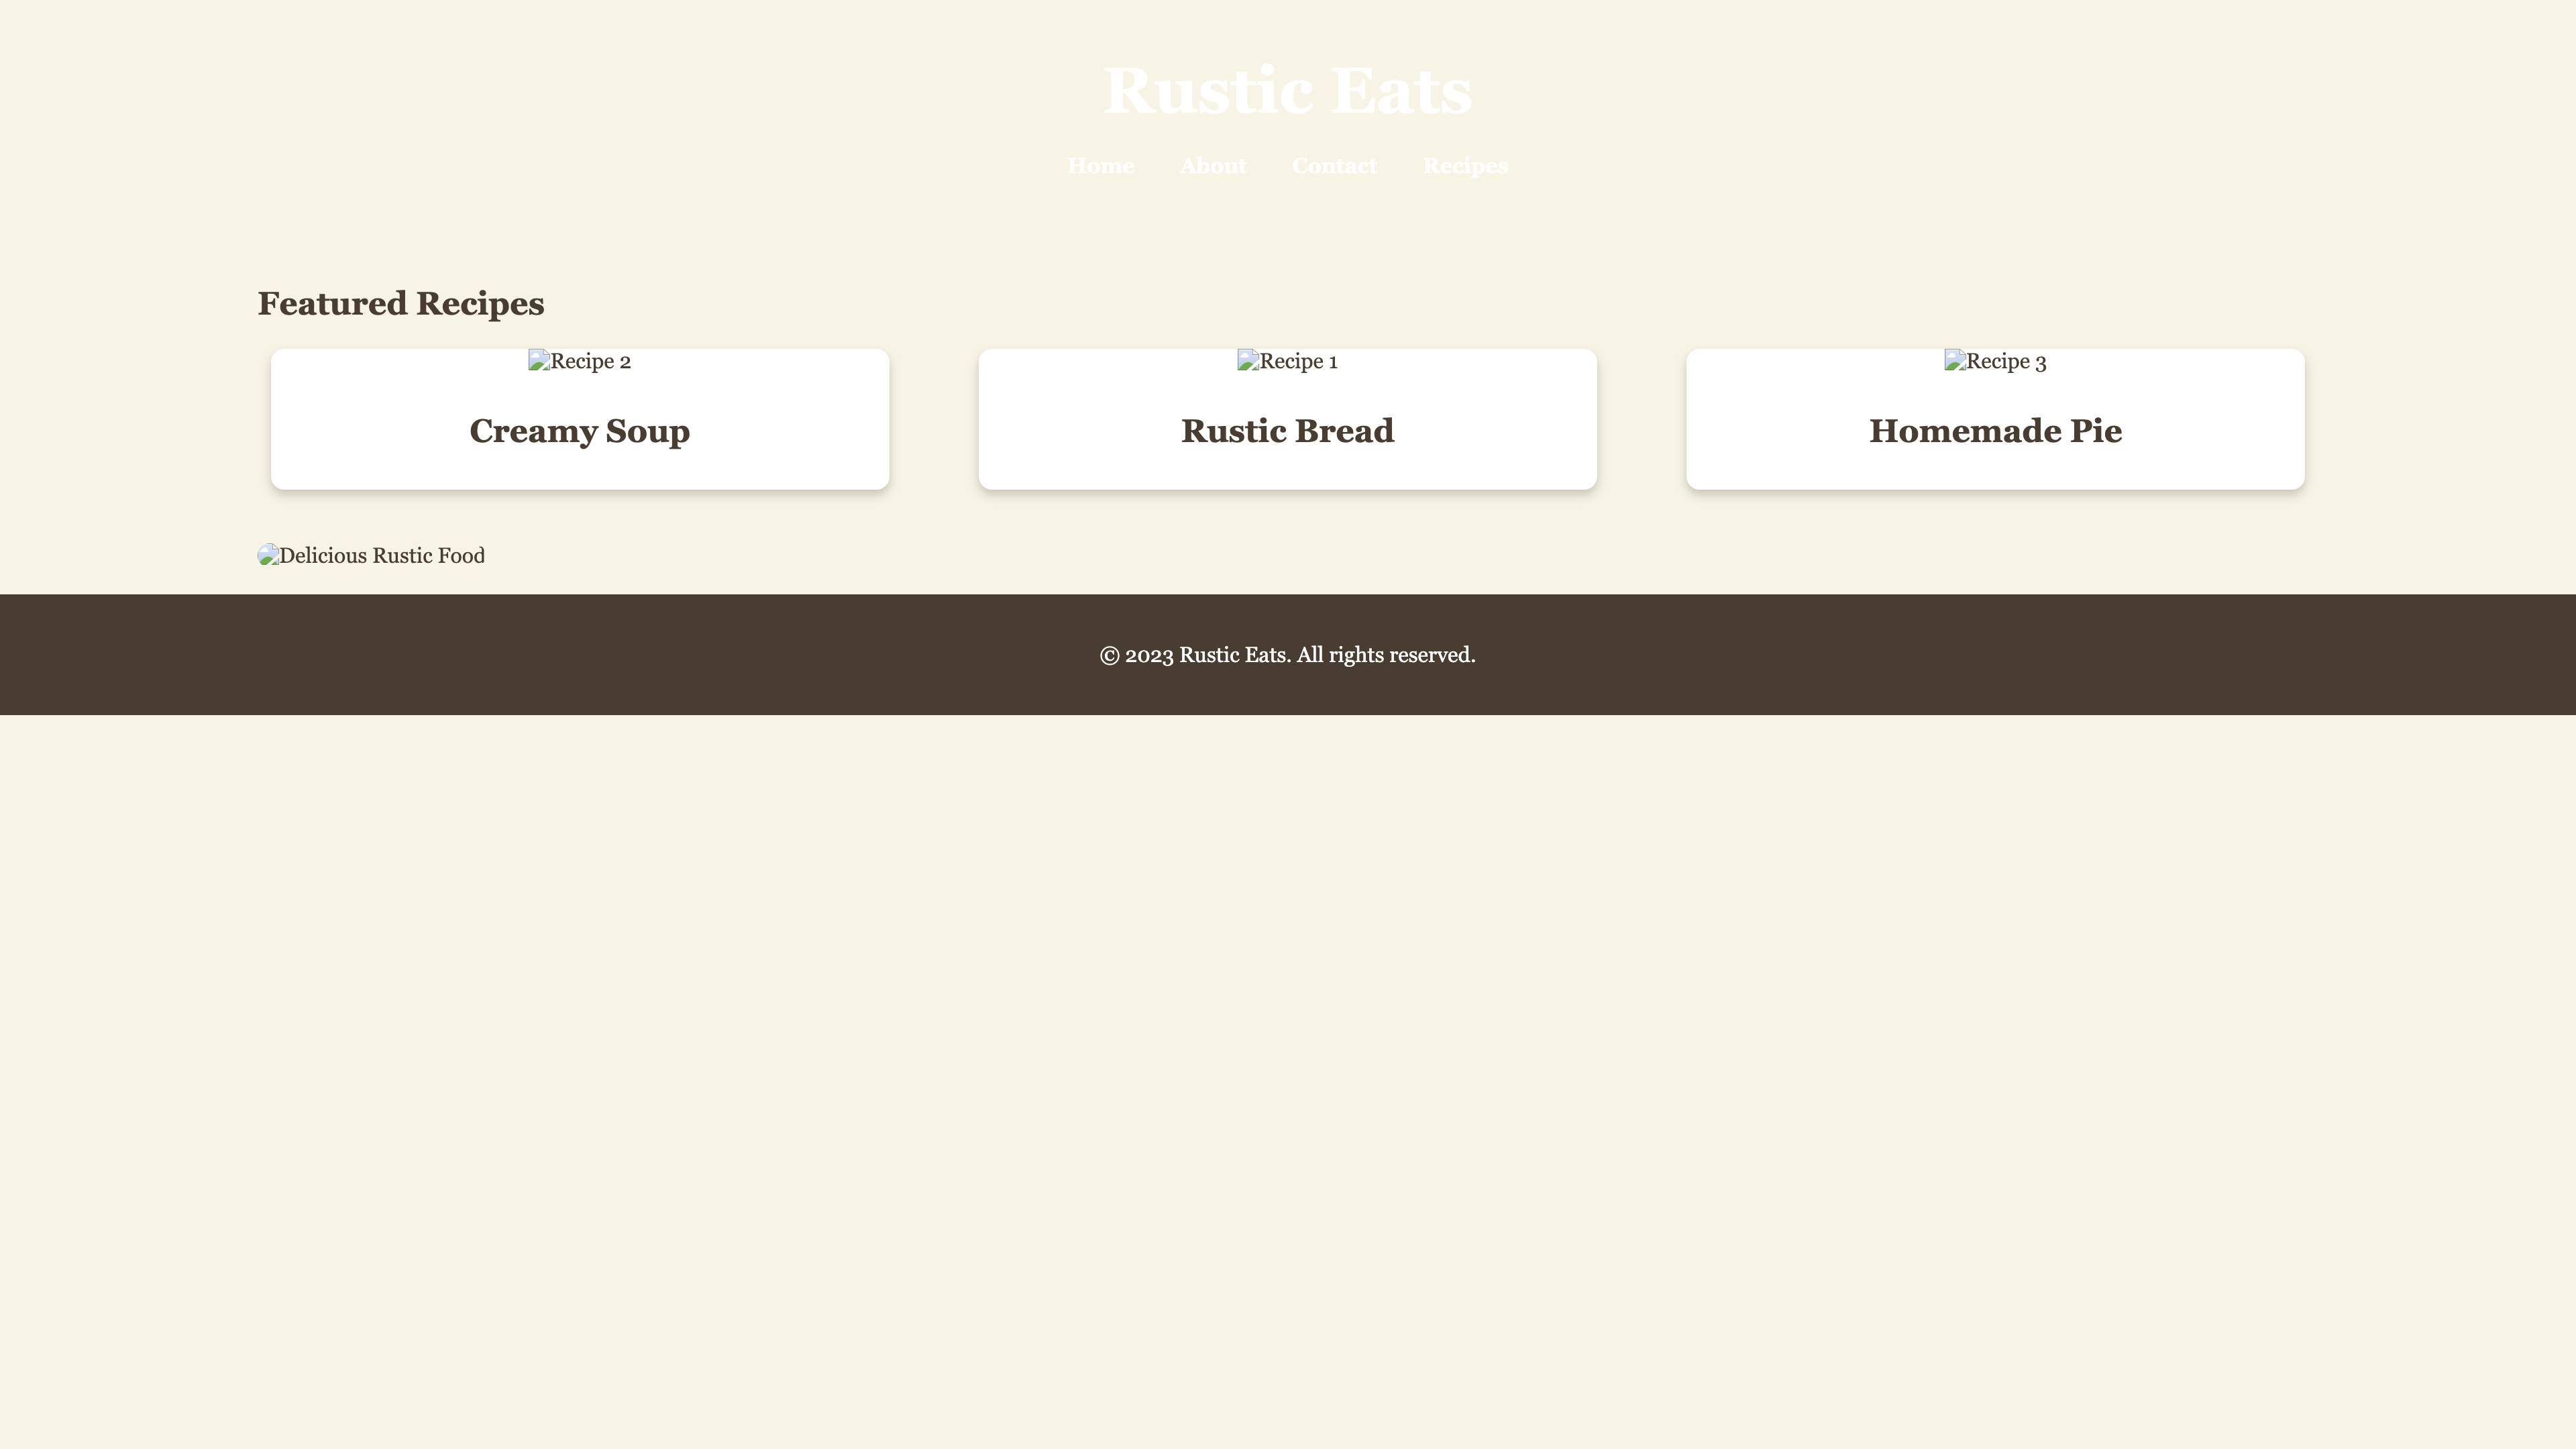 Rustic Eats
Home About Contact Recipes
Featured Recipes
Recipe 2
Creamy Soup
Recipe 1
Rustic Bread
Recipe 3
Homemade Pie
Delicious Rustic Food
© 2023 Rustic Eats. All rights reserved.